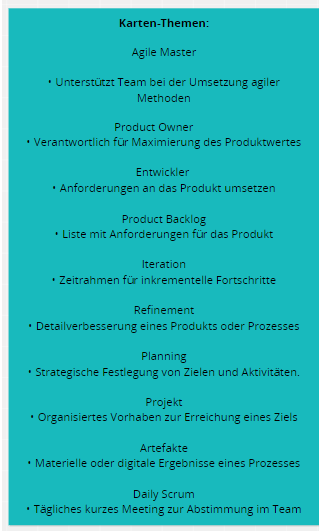 Karten-Themen:
Agile Master
• Unterstützt Team bei der Umsetzung agiler
Methoden
Product Owner
• Verantwortlich für Maximierung des Produktwertes
Entwickler
• Anforderungen an das Produkt umsetzen
Product Backlog
• Liste mit Anforderungen für das Produkt
Iteration
• Zeitrahmen für inkrementelle Fortschritte
Refinement
• Detailverbesserung eines Produkts oder Prozesses
Planning
• Strategische Festlegung von Zielen und Aktivitäten.
Projekt
• Organisiertes Vorhaben zur Erreichung eines Ziels
Artefakte
• Materielle oder digitale Ergebnisse eines Prozesses
Daily Scrum
• Tägliches kurzes Meeting zur Abstimmung im Team